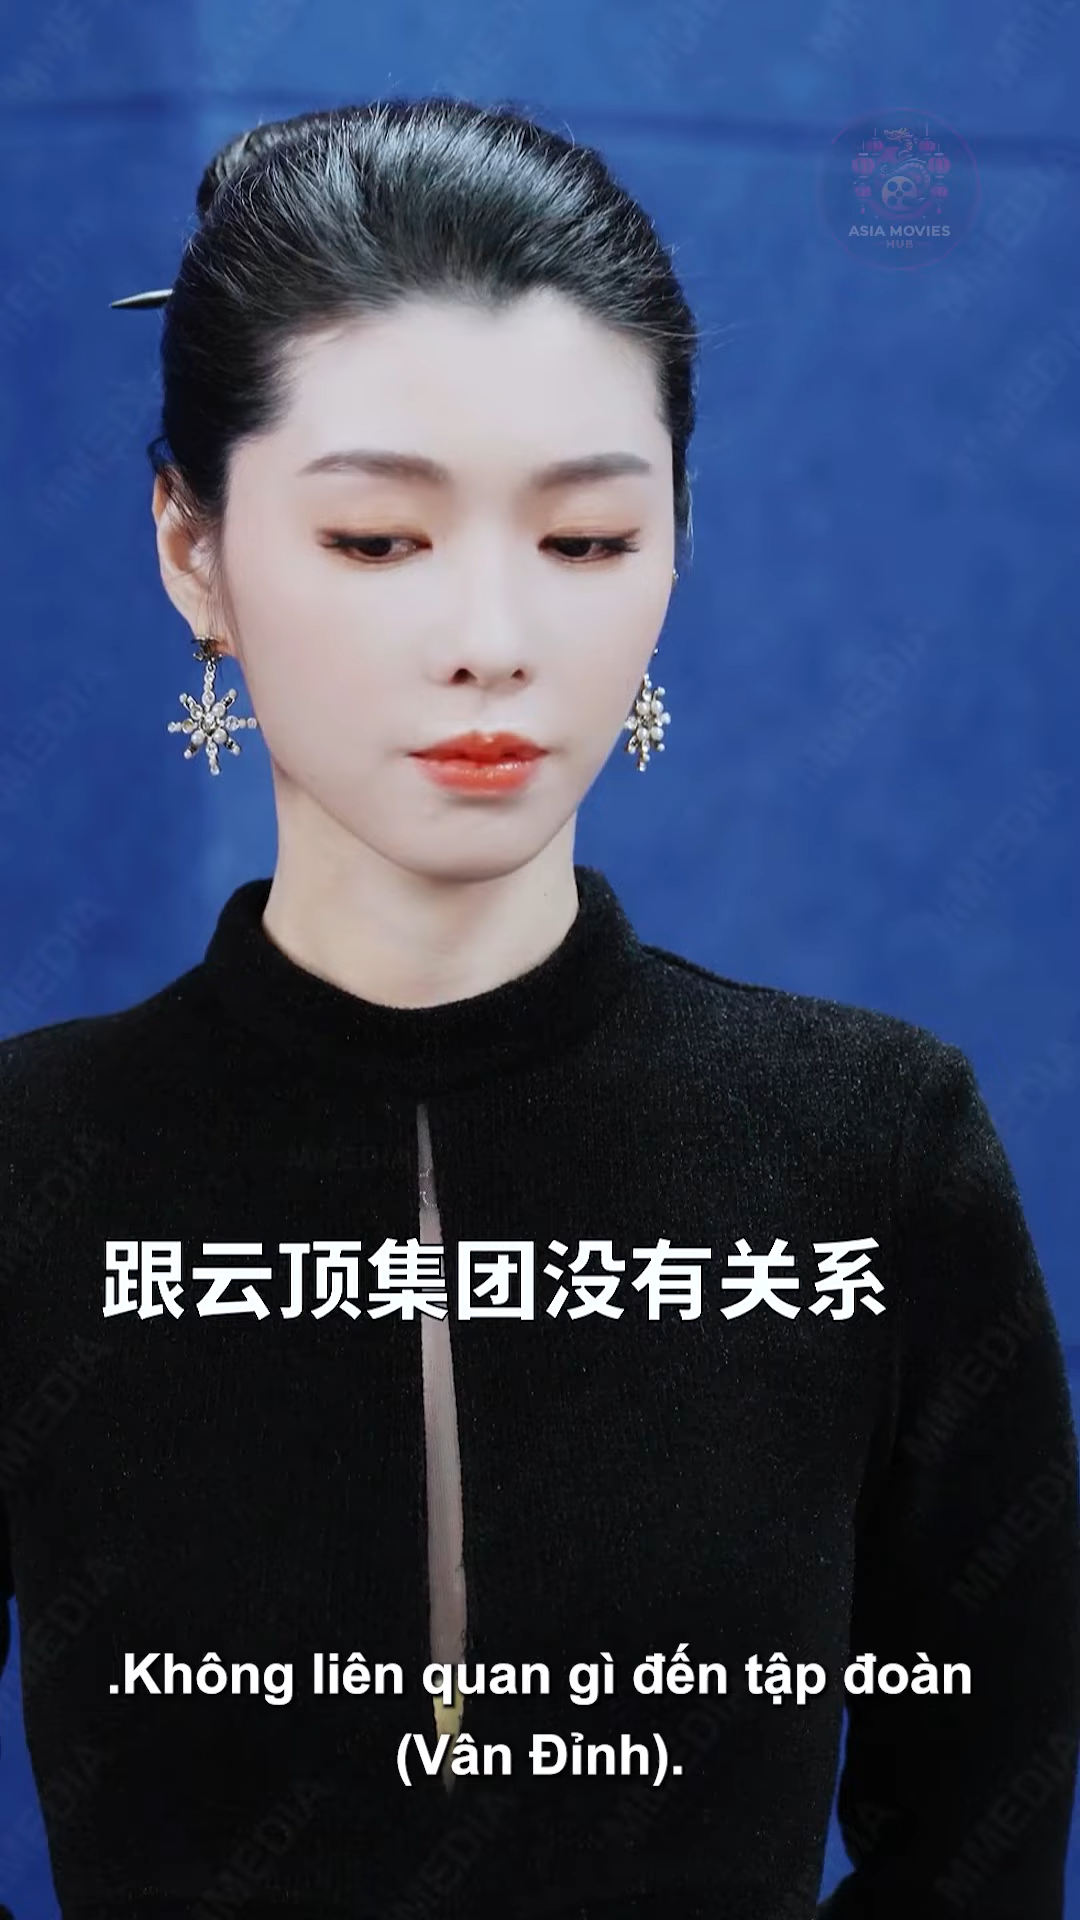 ASIA MOVIES
HUB
跟云顶集团没有关系
.Không liên quan gì đến tập đoàn
(Vân Đỉnh).
MMEDIA